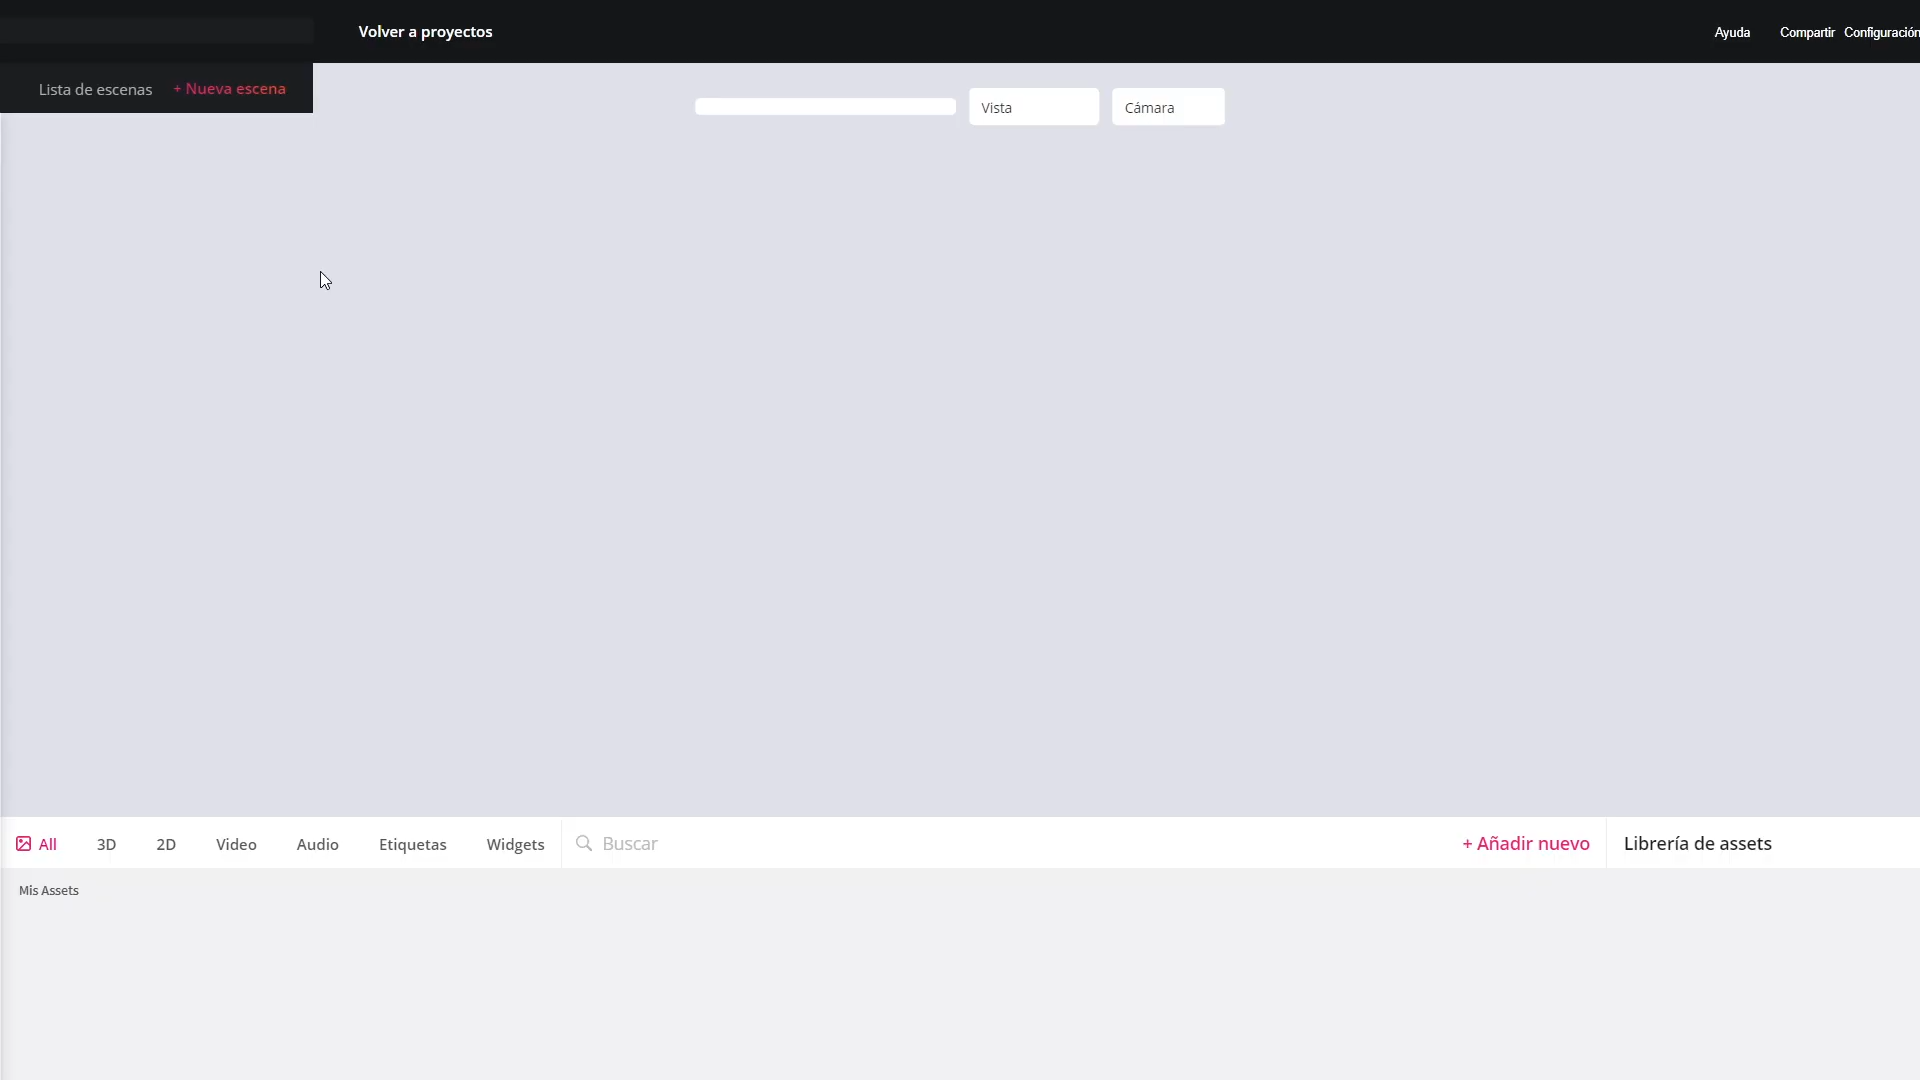 Volver a proyectos
Ayuda
Compartir
Configuración
Lista de escenas
+ Nueva escena
Vista
Cámara
All
3D
2D
Video
Audio
Etiquetas
Widgets
Buscar
+ Añadir nuevo
Librería de assets
Mis Assets